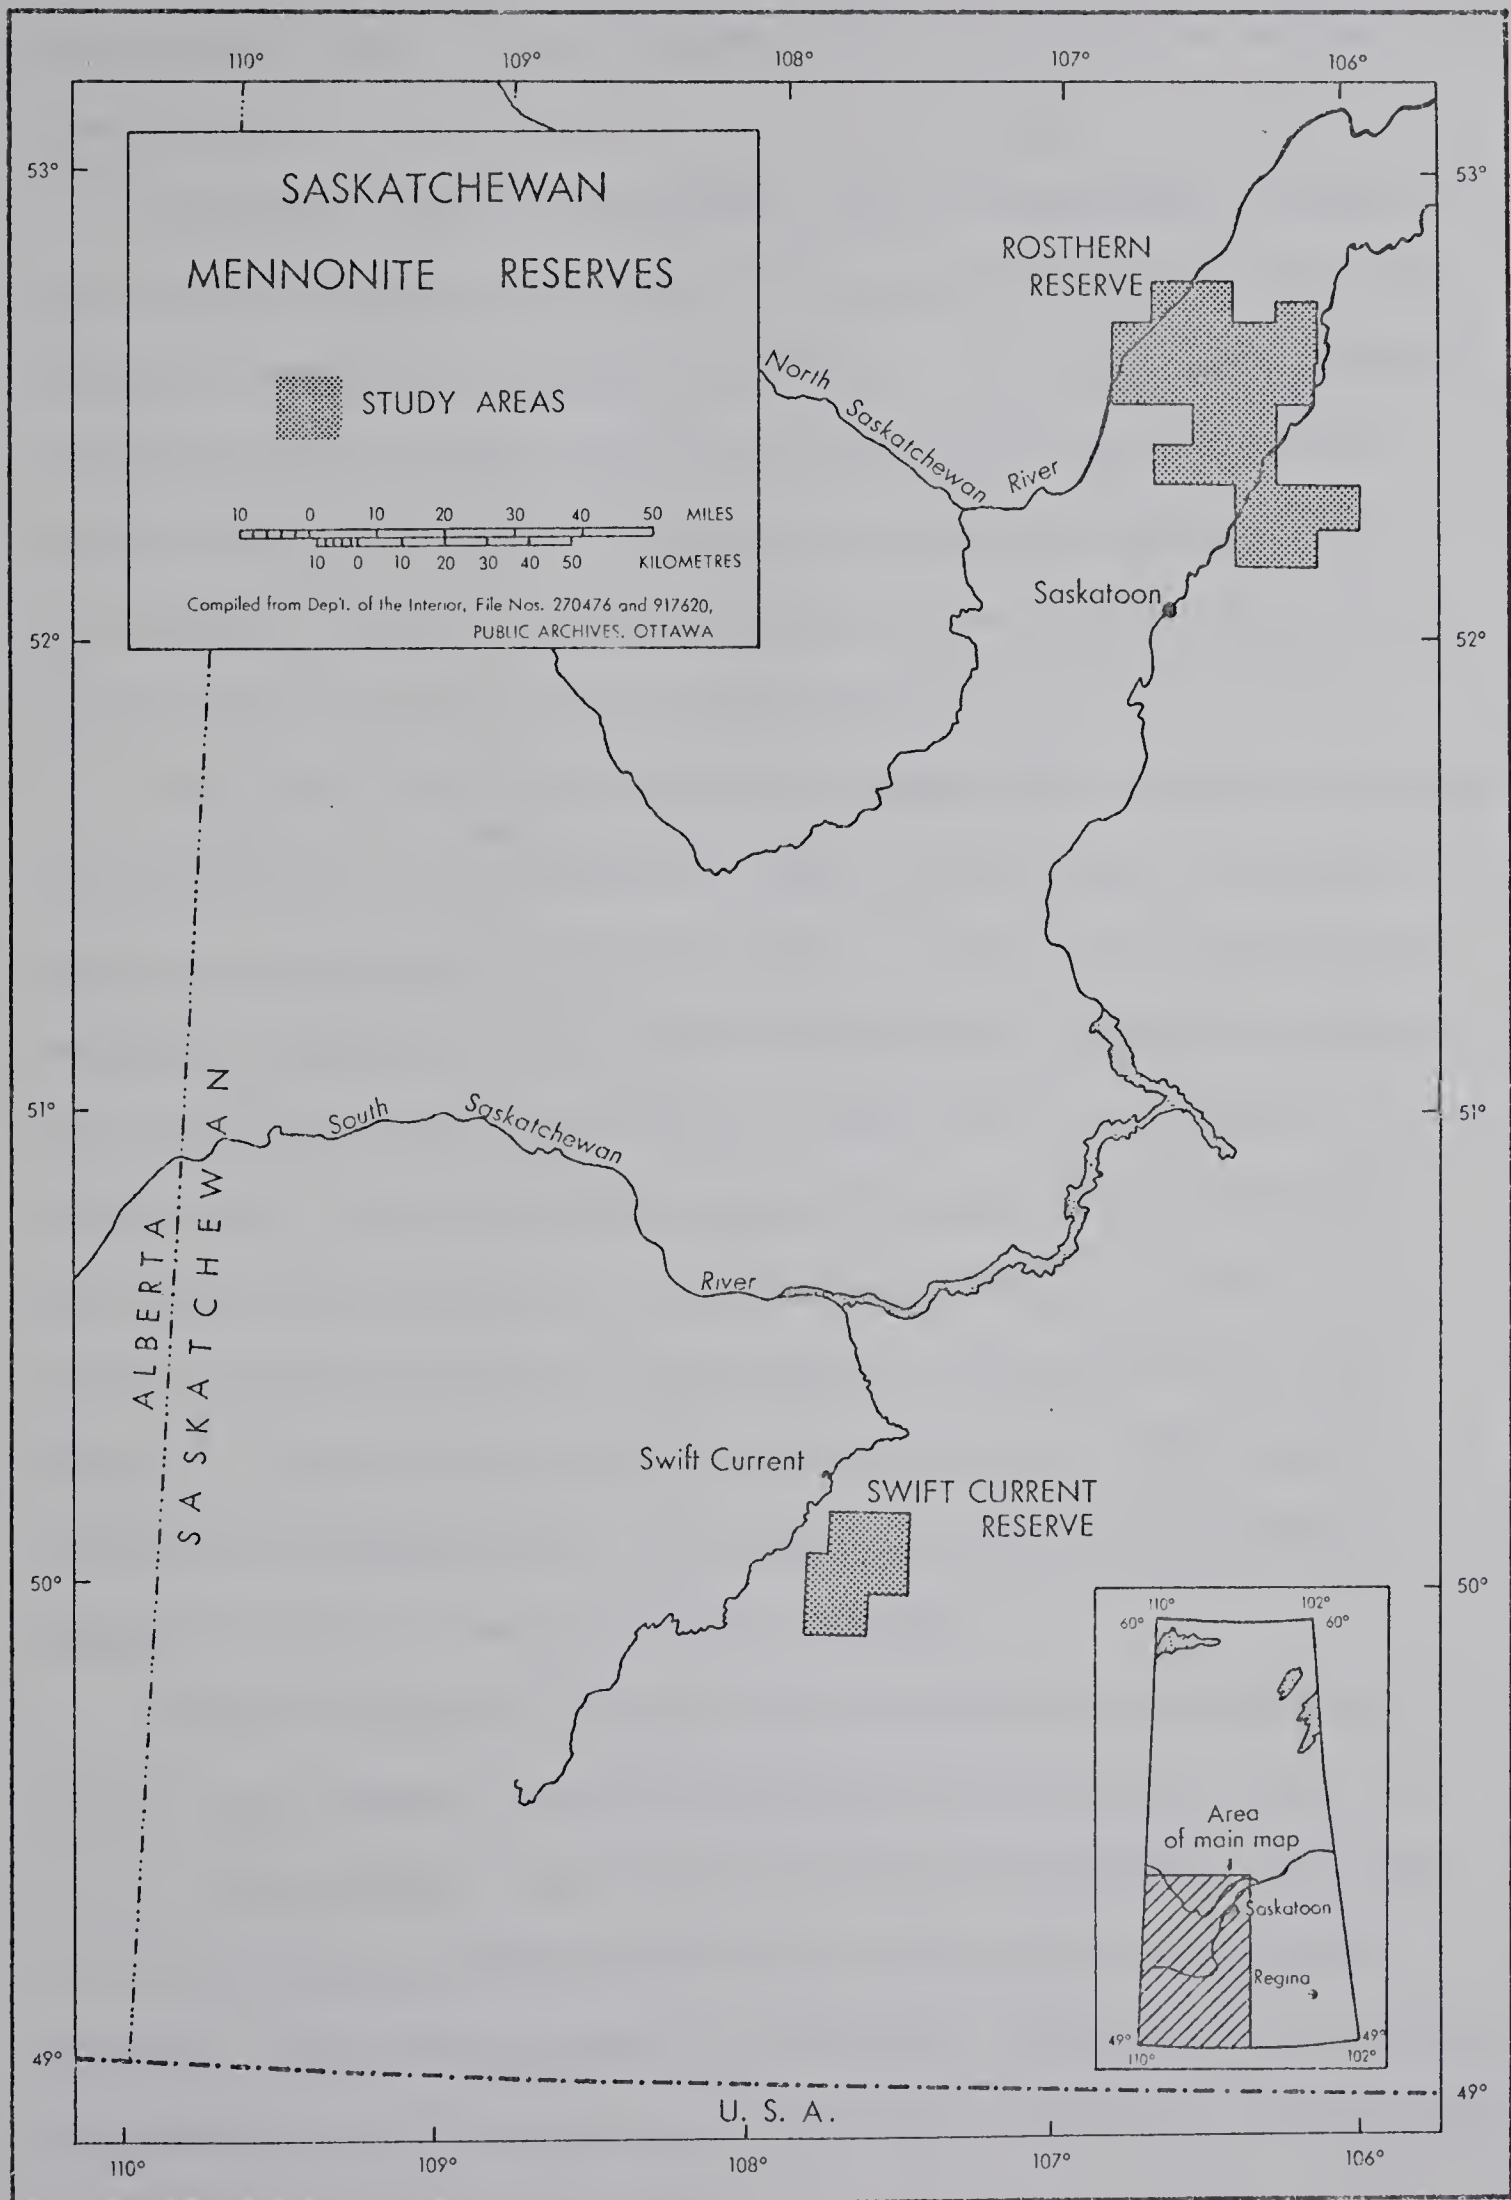 110° 109° 108° 107° 106°
53° 53°
SASKATCHEWAN
MENNONITE RESERVES
STUDY AREAS
10 0 10 20 30 40 50 MILES
10 0 10 20 30 40 50 KILOMETRES
Compiled from Dep't. of the Interior, File Nos. 270476 and 917620,
PUBLIC ARCHIVES, OTTAWA
ROSTHERN
RESERVE
North Saskatchewan River
Saskatoon
52° 52°
51° 51°
South Saskatchewan River
ALBERTA
SASKATCHEWAN
Swift Current
SWIFT CURRENT
RESERVE
50° 50°
110° 102°
60° 60°
Area
of main map
Saskatoon
Regina
49° 49°
110° 102°
49° 49°
U. S. A.
110° 109° 108° 107° 106°